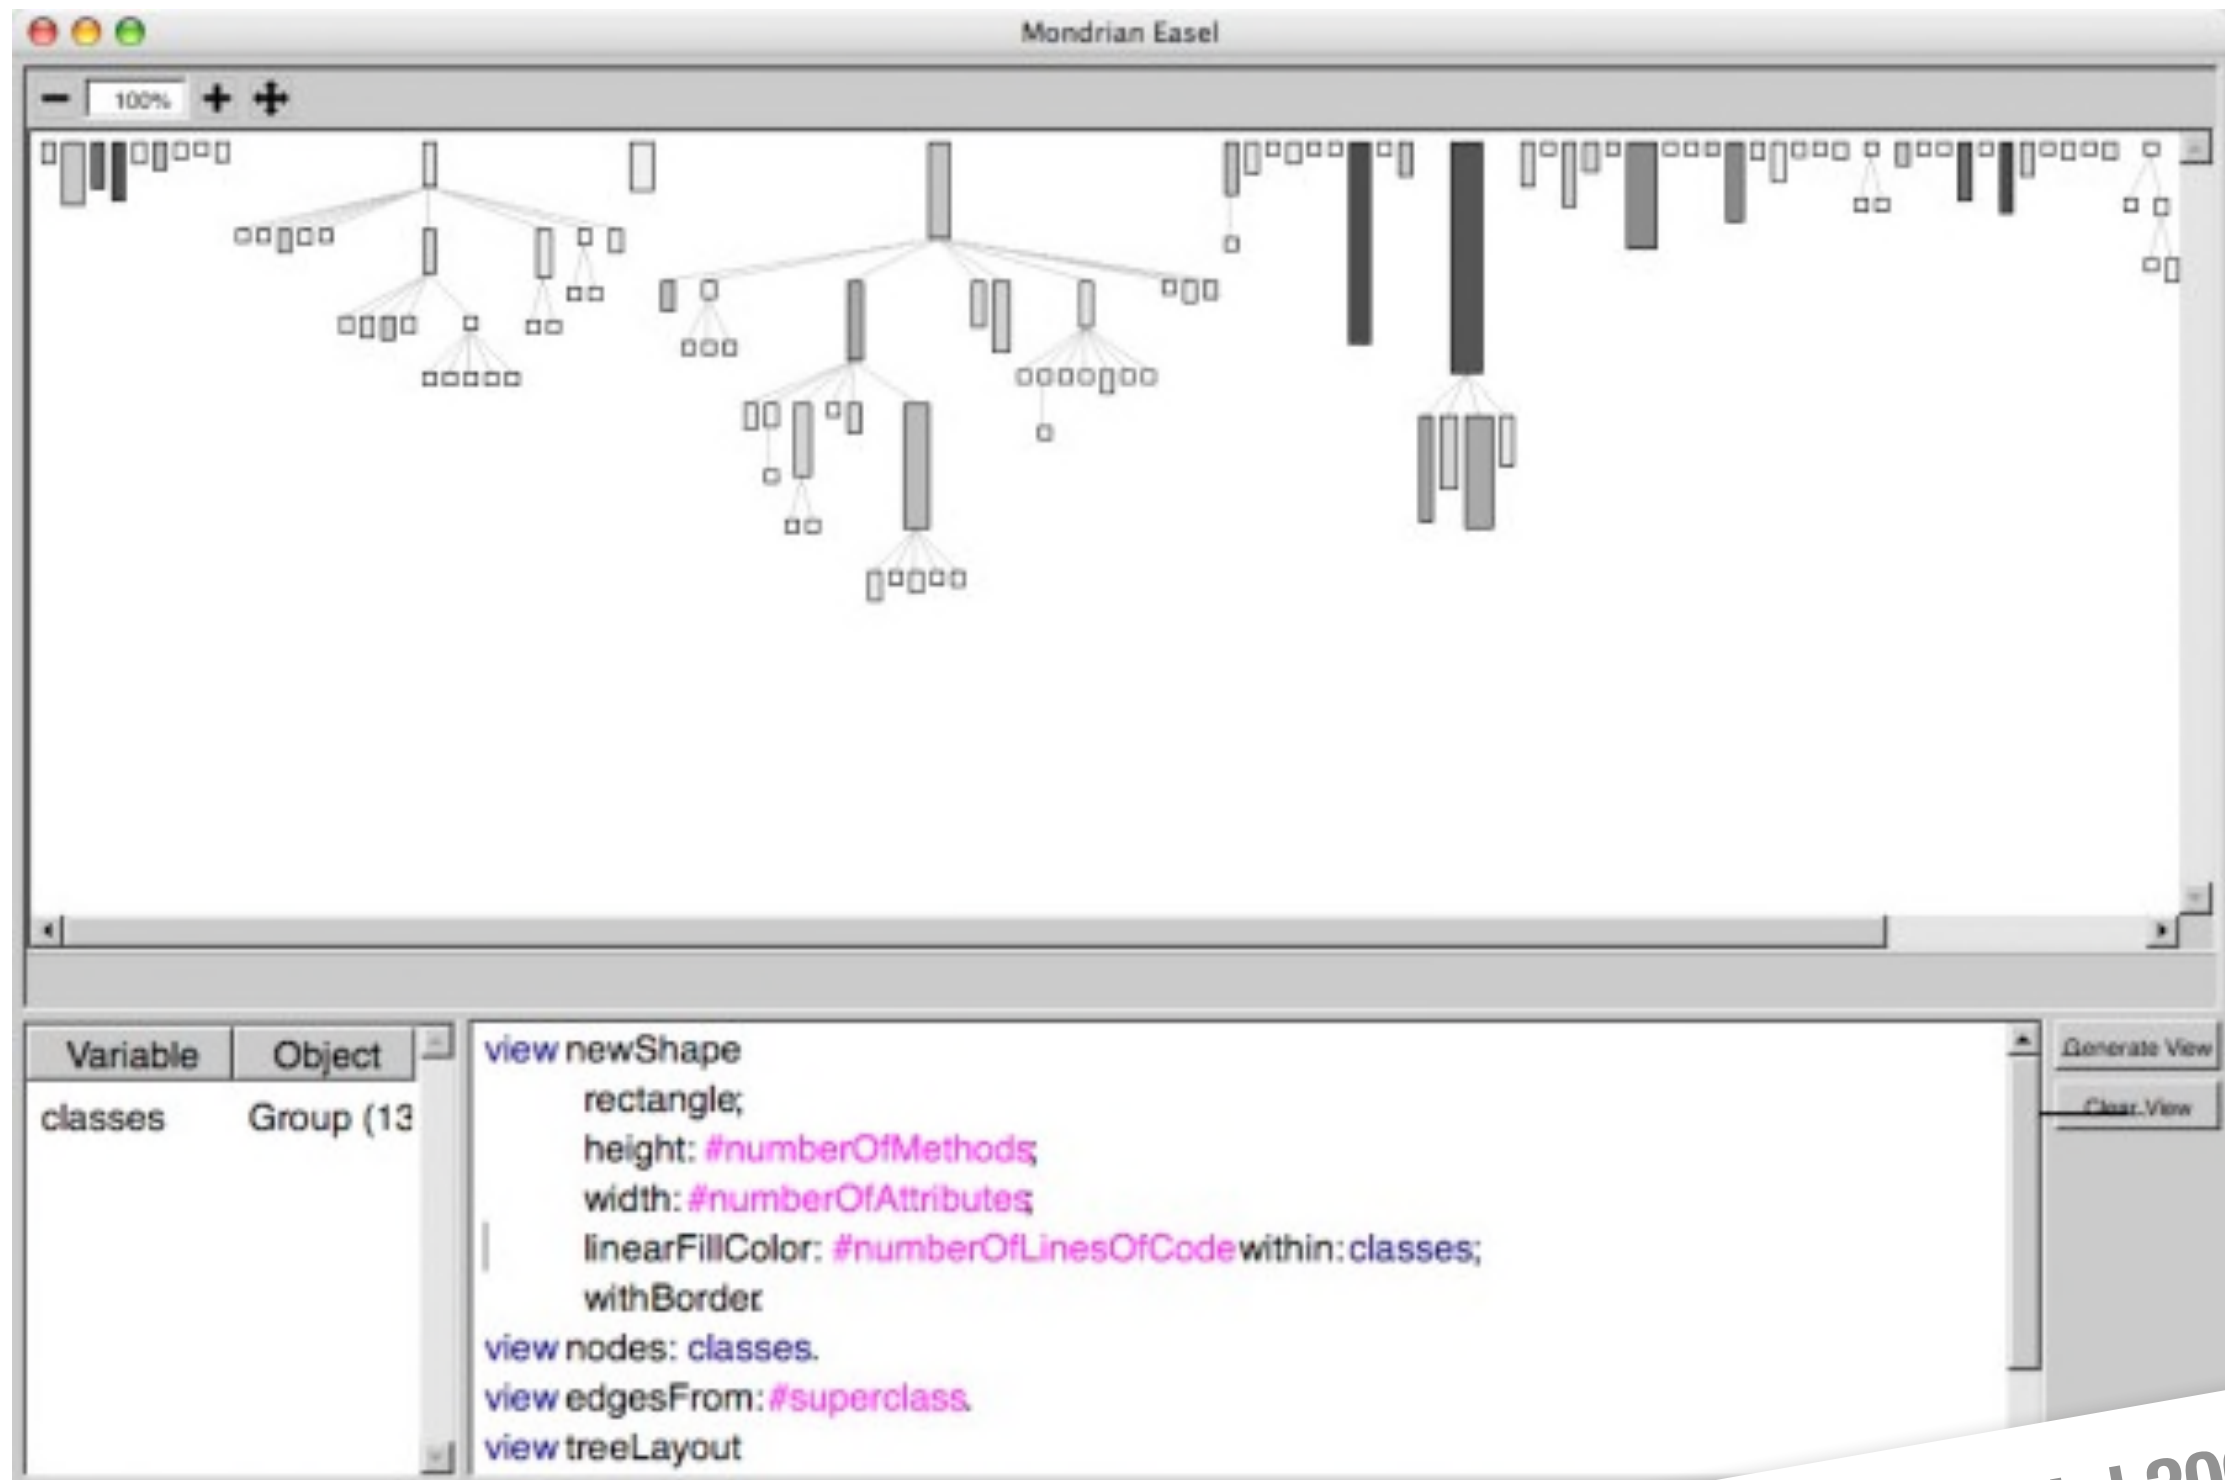 Mondrian Easel
100%
Variable Object
classes Group (13
view newShape
rectangle;
height: #numberOfMethods;
width: #numberOfAttributes;
linearFillColor: #numberOfLinesOfCode within: classes;
withBorder.
view nodes: classes.
view edgesFrom: #superclass.
view treeLayout
Generate View
Clear View